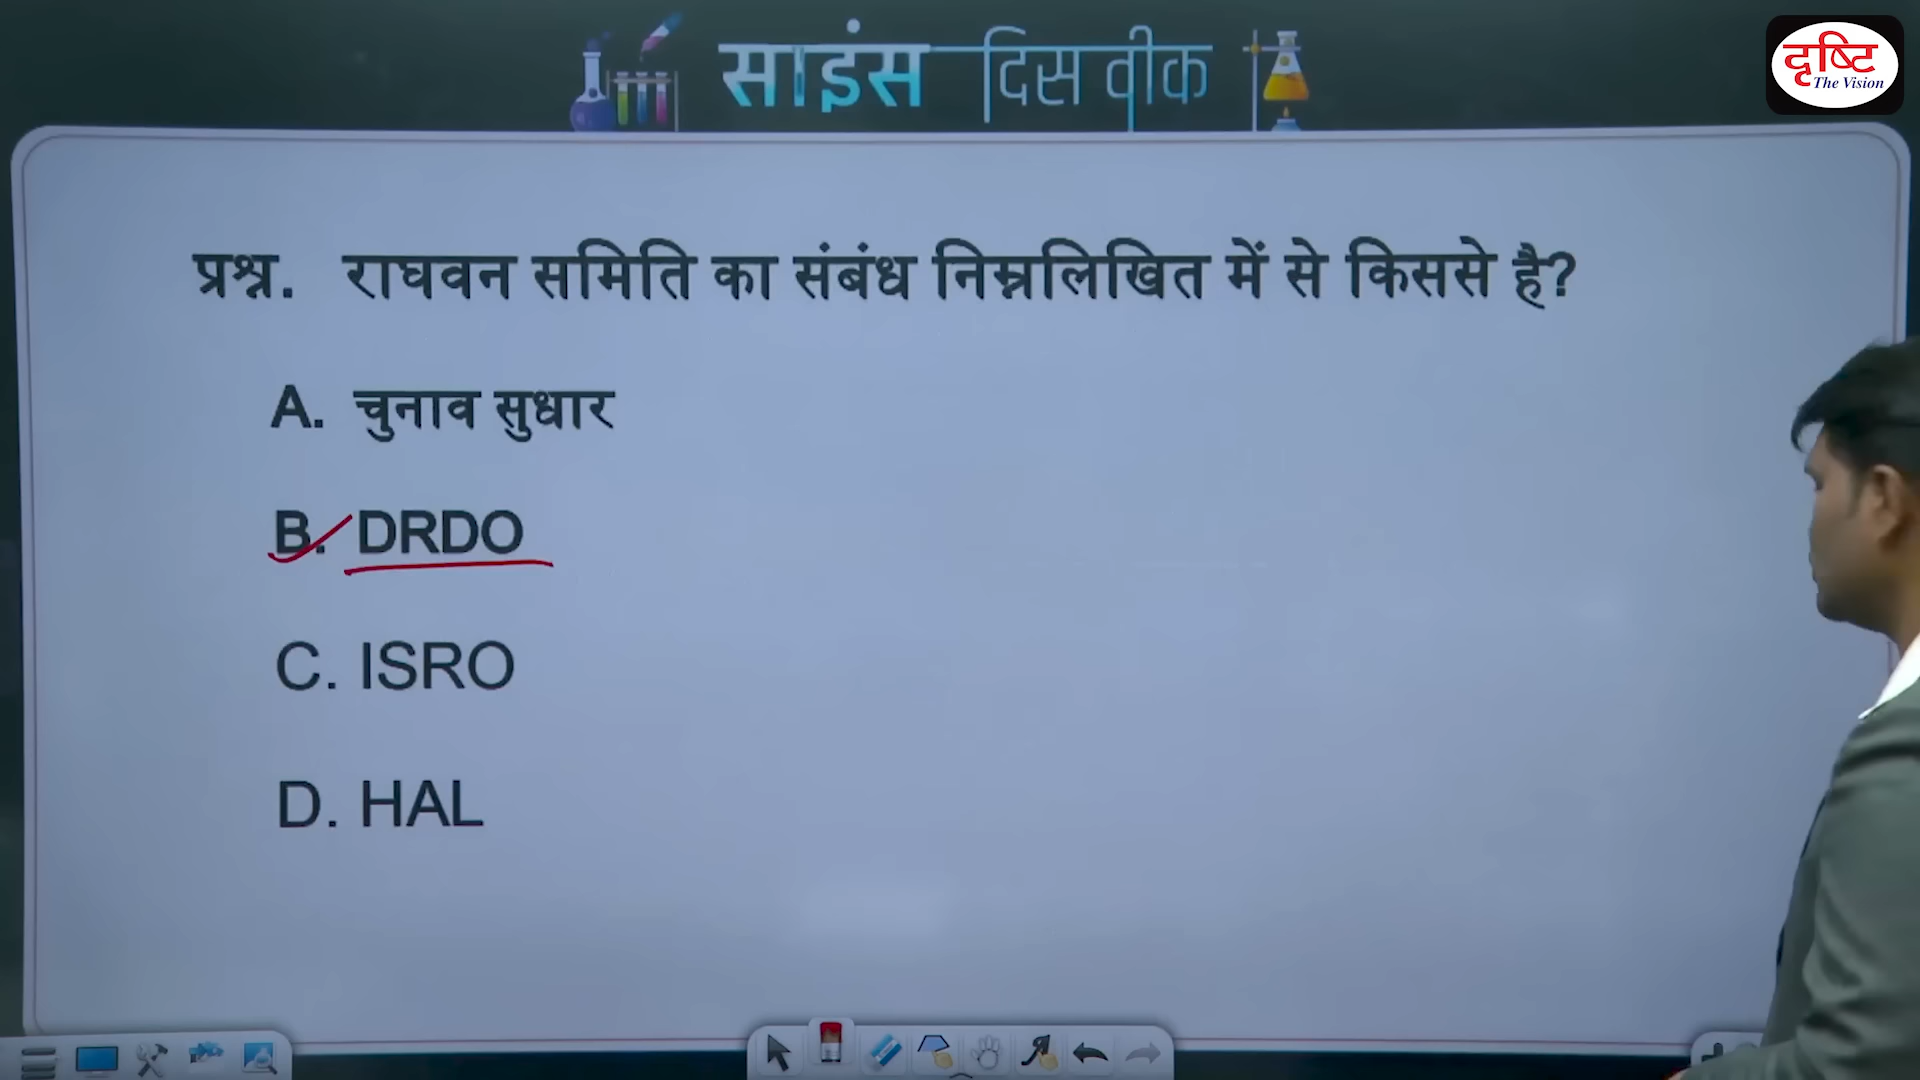 साइंस दिस वीक
दृष्टि
The Vision
प्रश्न. राघवन समिति का संबंध निम्नलिखित में से किससे है?
A. चुनाव सुधार
B. DRDO
C. ISRO
D. HAL